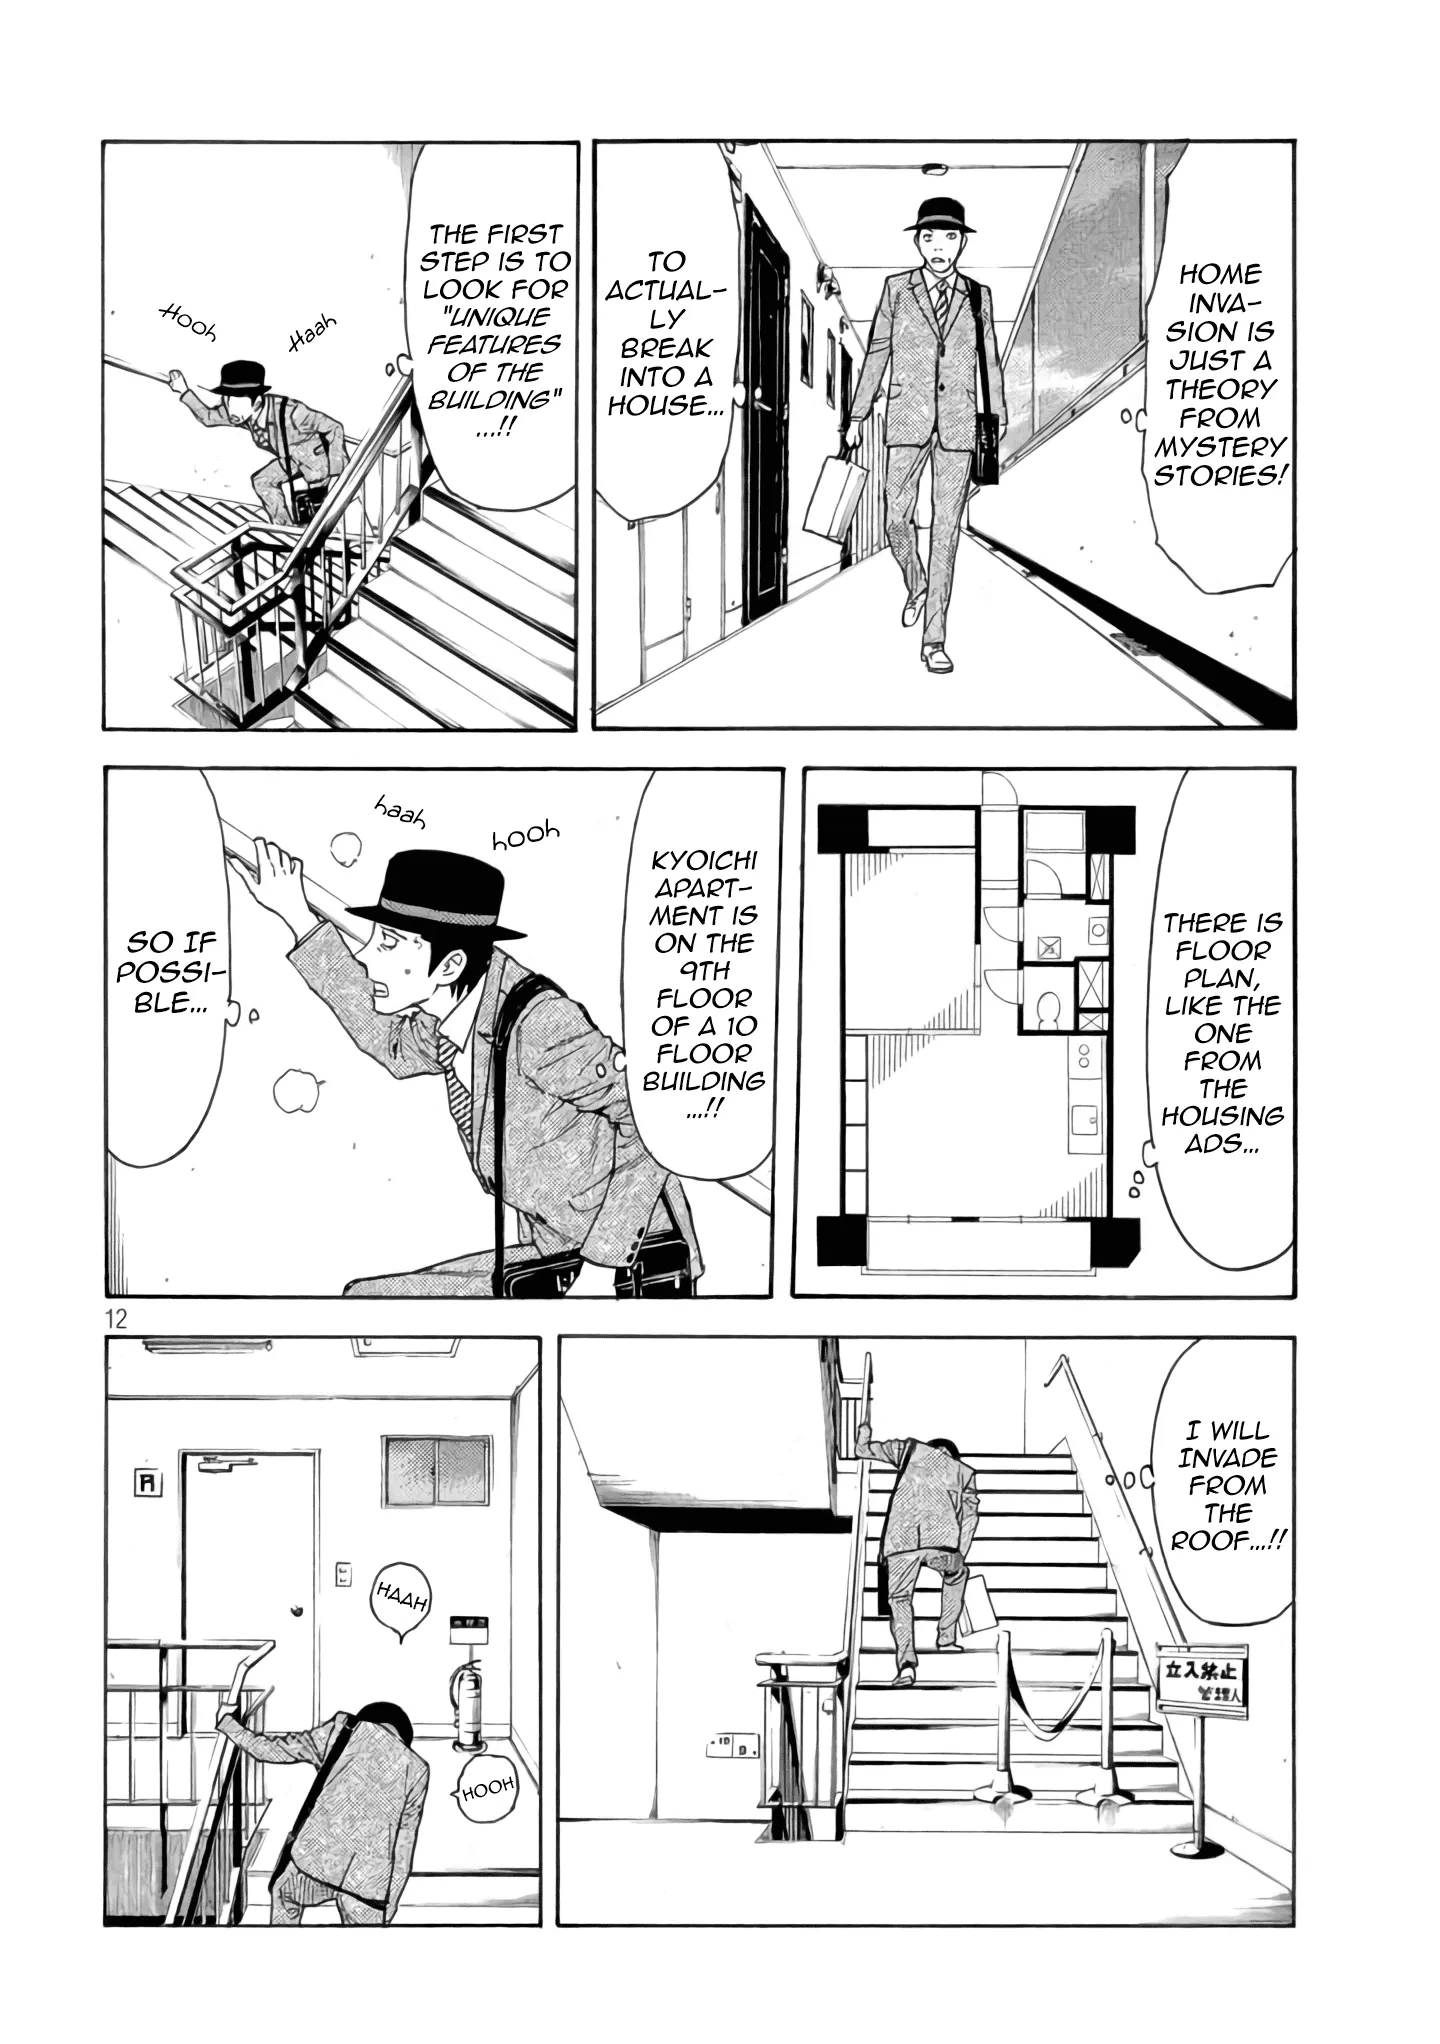 HOME
INVA-
SION IS
JUST A
THEORY
FROM
MYSTERY
STORIES!
TO
ACTUAL-
LY
BREAK
INTO A
HOUSE...
THE FIRST
STEP IS TO
LOOK FOR
"UNIQUE
FEATURES
OF THE
BUILDING"
...!!
Haah
Hooh
THERE IS
FLOOR
PLAN,
LIKE THE
ONE
FROM
THE
HOUSING
ADS...
KYOICHI
APART-
MENT IS
ON THE
9TH
FLOOR
OF A 10
FLOOR
BUILDING
...!!
hooh
haah
SO IF
POSSI-
BLE...
12
I WILL
INVADE
FROM
THE
ROOF...!!
立入禁止
管理人
HAAH
HOOH